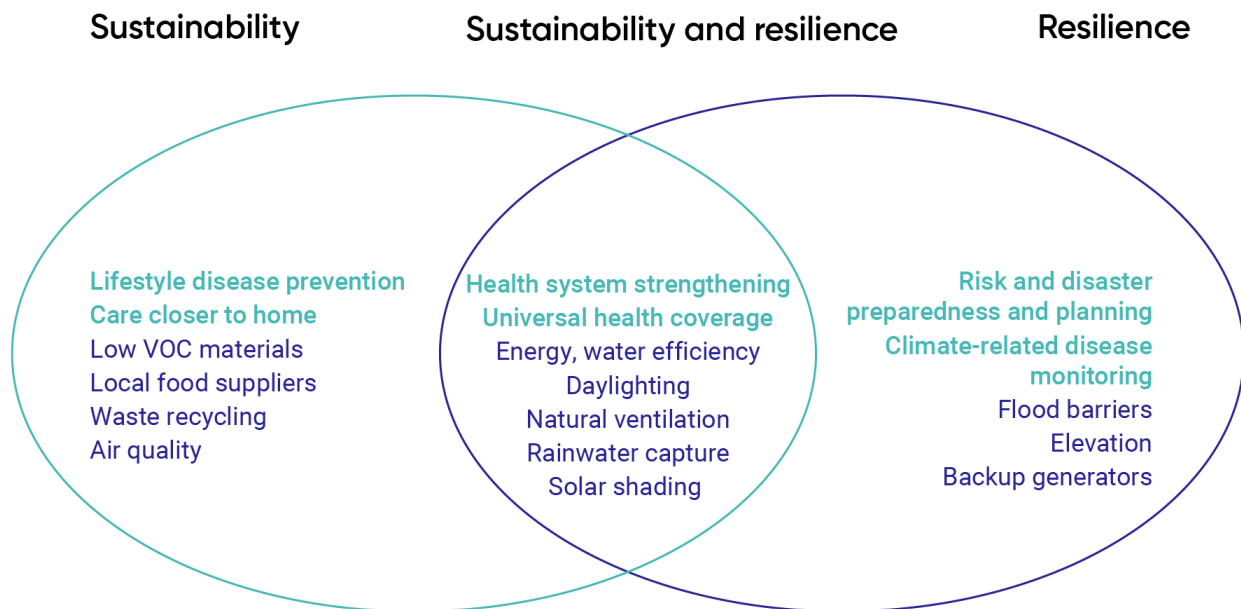 Sustainability
Sustainability and resilience
Resilience
Lifestyle disease prevention
Care closer to home
Low VOC materials
Local food suppliers
Waste recycling
Air quality
Health system strengthening
Universal health coverage
Energy, water efficiency
Daylighting
Natural ventilation
Rainwater capture
Solar shading
Risk and disaster
preparedness and planning
Climate-related disease
monitoring
Flood barriers
Elevation
Backup generators